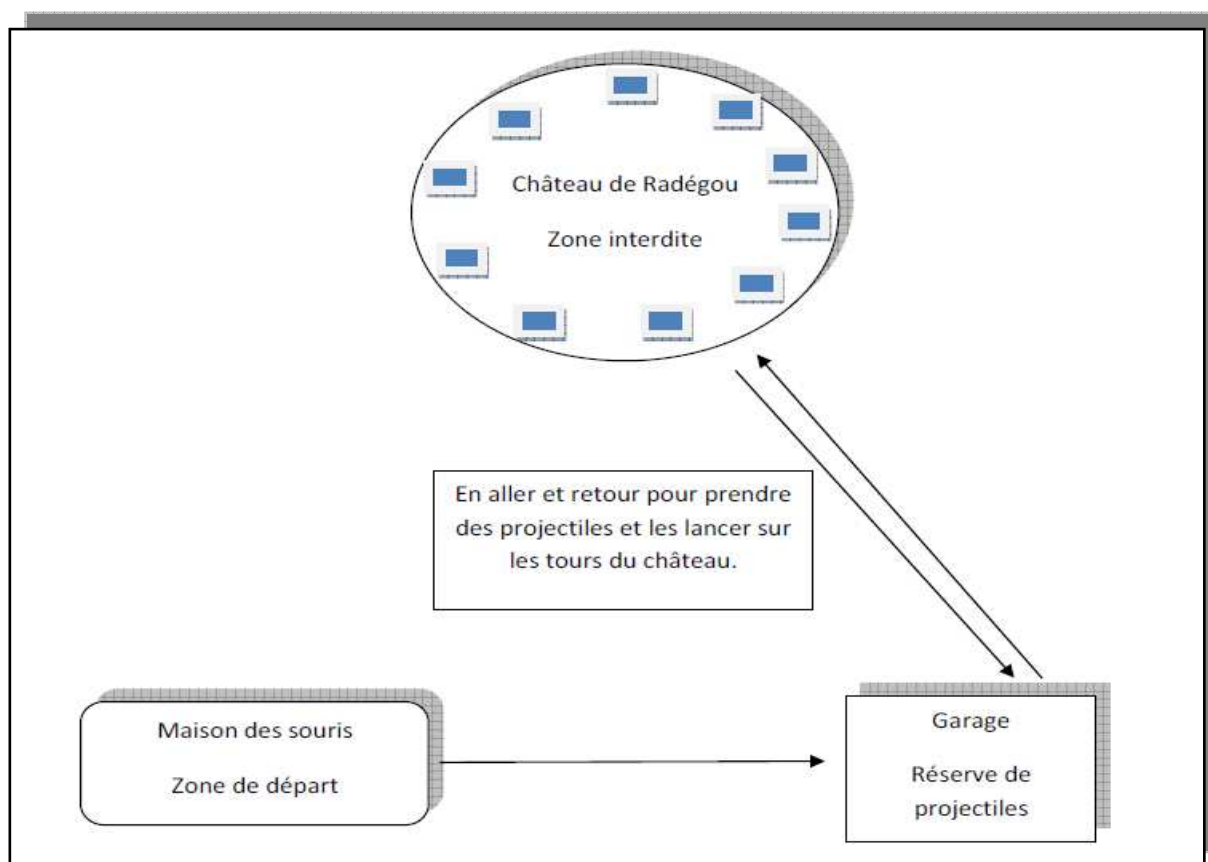 Château de Radégou
Zone interdite
En aller et retour pour prendre
des projectiles et les lancer sur
les tours du château.
Maison des souris
Zone de départ
Garage
Réserve de
projectiles